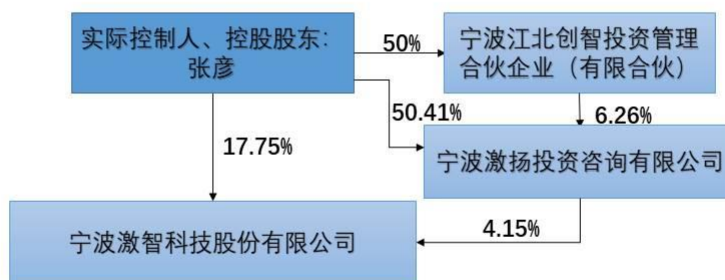 实际控制人、控股股东：
张彦
50%
宁波江北创智投资管理
合伙企业（有限合伙）
50.41%
6.26%
17.75%
宁波激扬投资咨询有限公司
宁波激智科技股份有限公司
4.15%